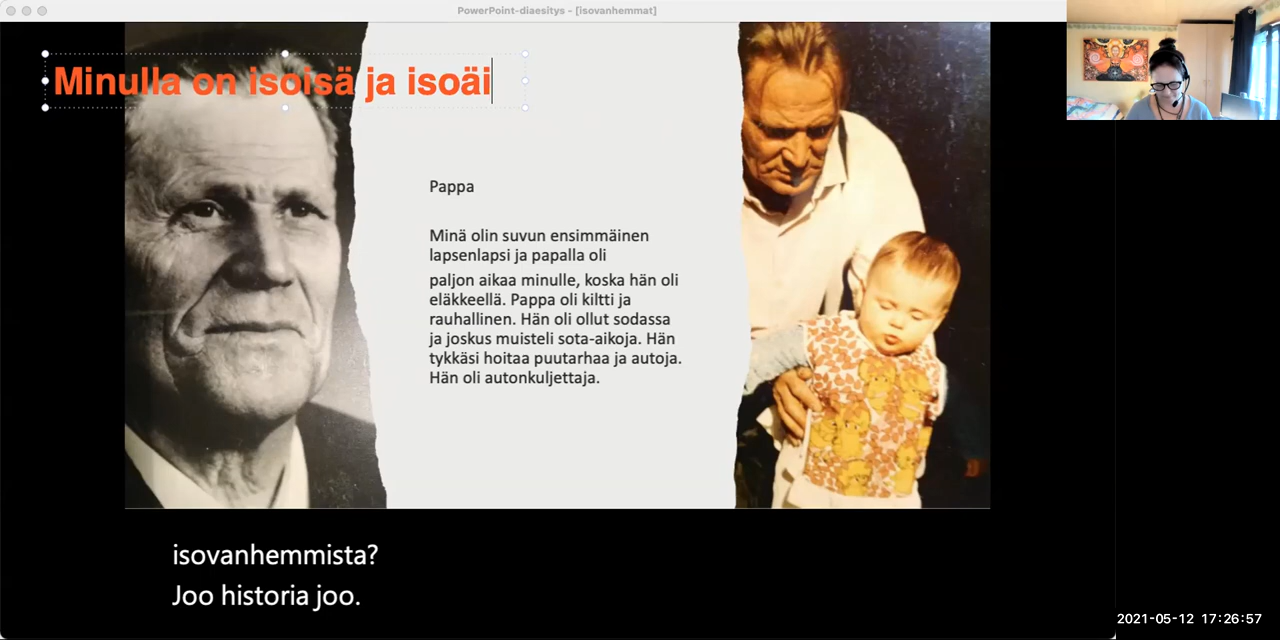 PowerPoint-diaesitys - [isovanhemmat]
Minulla on isoisä ja isoäi
Pappa
Minä olin suvun ensimmäinen
lapsenlapsi ja papalla oli
paljon aikaa minulle, koska hän oli
eläkkeellä. Pappa oli kiltti ja
rauhallinen. Hän oli ollut sodassa
ja joskus muisteli sota-aikoja. Hän
tykkäsi hoitaa puutarhaa ja autoja.
Hän oli autonkuljettaja.
isovanhemmista?
Joo historia joo.
2021-05-12 17:26:57